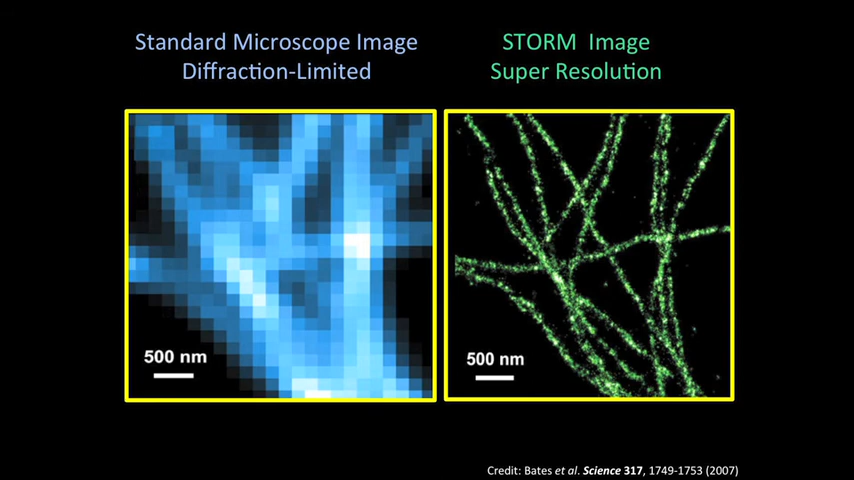 Standard Microscope Image
Diffraction-Limited
STORM Image
Super Resolution
500 nm
500 nm
Credit: Bates et al. Science 317, 1749-1753 (2007)